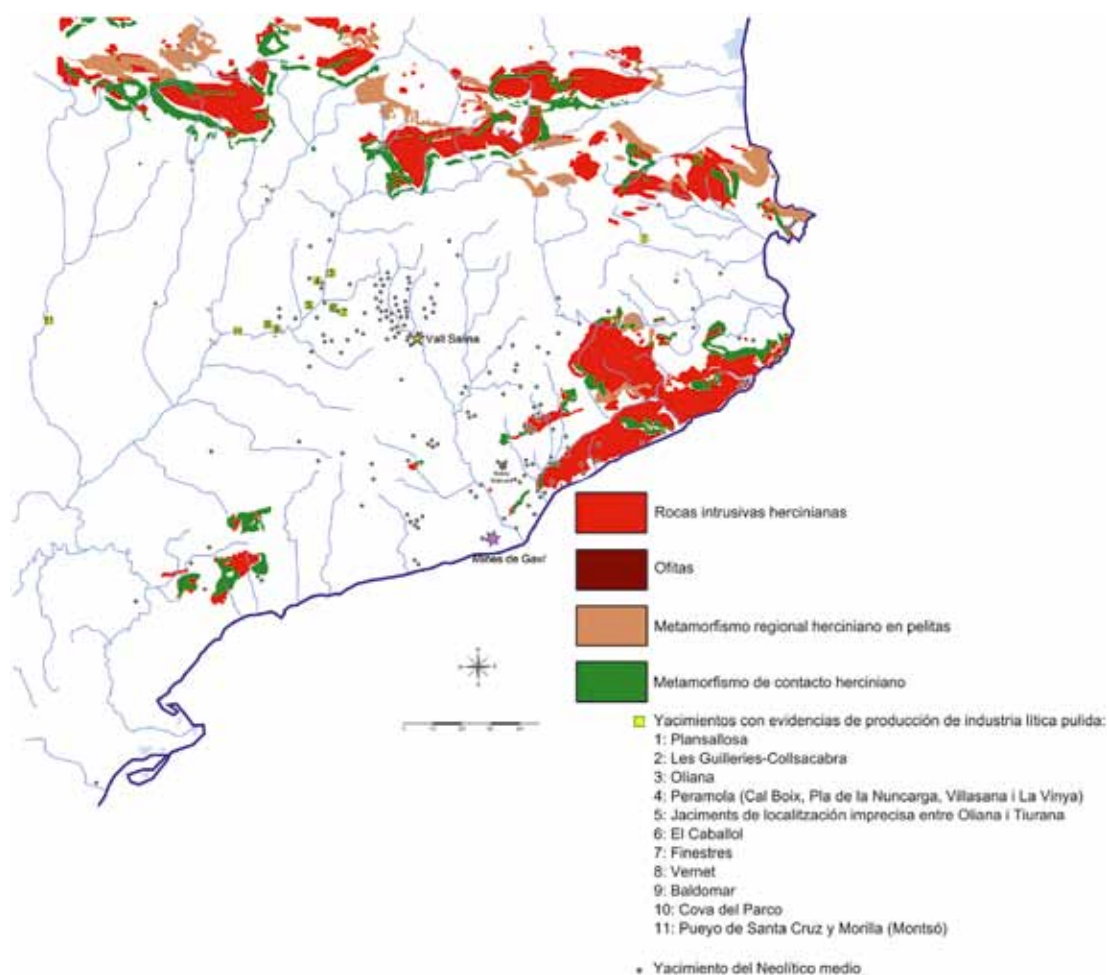 Vall Salina
Mines de Gavà
Rocas intrusivas hercinianas
Ofitas
Metamorfismo regional herciniano en pelitas
Metamorfismo de contacto herciniano
Yacimientos con evidencias de producción de industria lítica pulida:
1: Plansallosa
2: Les Guilleries-Collsacabra
3: Oliana
4: Peramola (Cal Boix, Pla de la Nuncarga, Villasana i La Vinya)
5: Jaciments de localització imprecisa entre Oliana i Tiurana
6: El Caballol
7: Finestres
8: Vernet
9: Baldomar
10: Cova del Parco
11: Pueyo de Santa Cruz y Morilla (Montsó)
Yacimiento del Neolítico medio